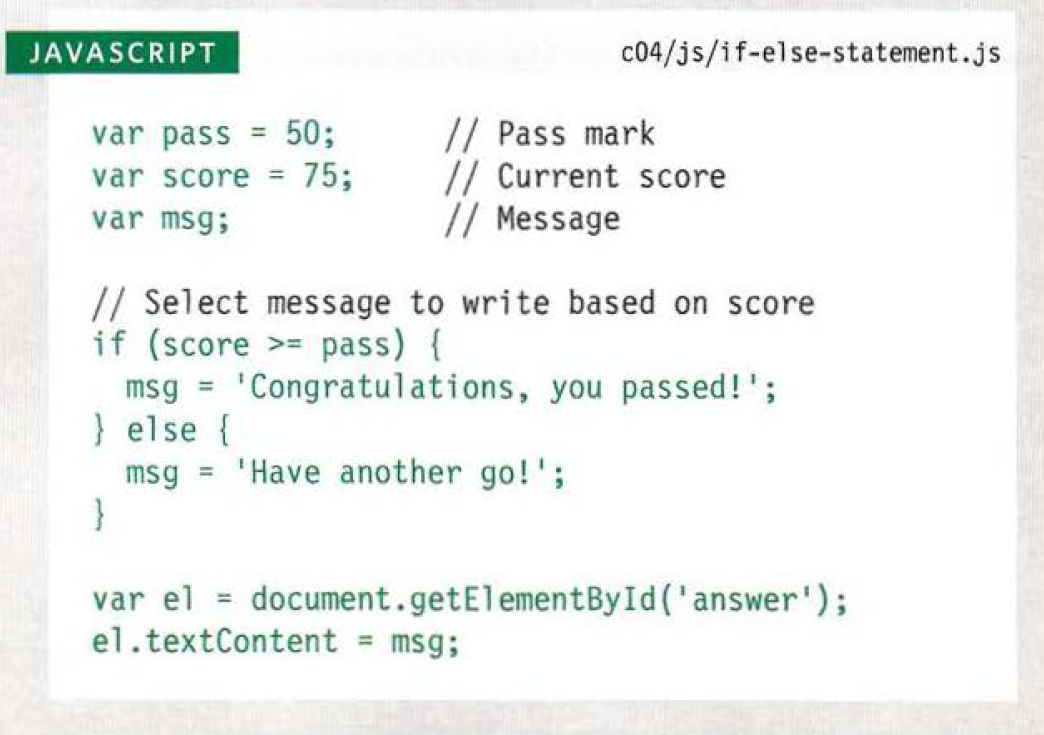 JAVASCRIPT c04/js/if-else-statement.js
var pass = 50; // Pass mark
var score = 75; // Current score
var msg; // Message
// Select message to write based on score
if (score >= pass) {
msg = 'Congratulations, you passed!';
} else {
msg = 'Have another go!';
}
var el = document.getElementById('answer');
el.textContent = msg;